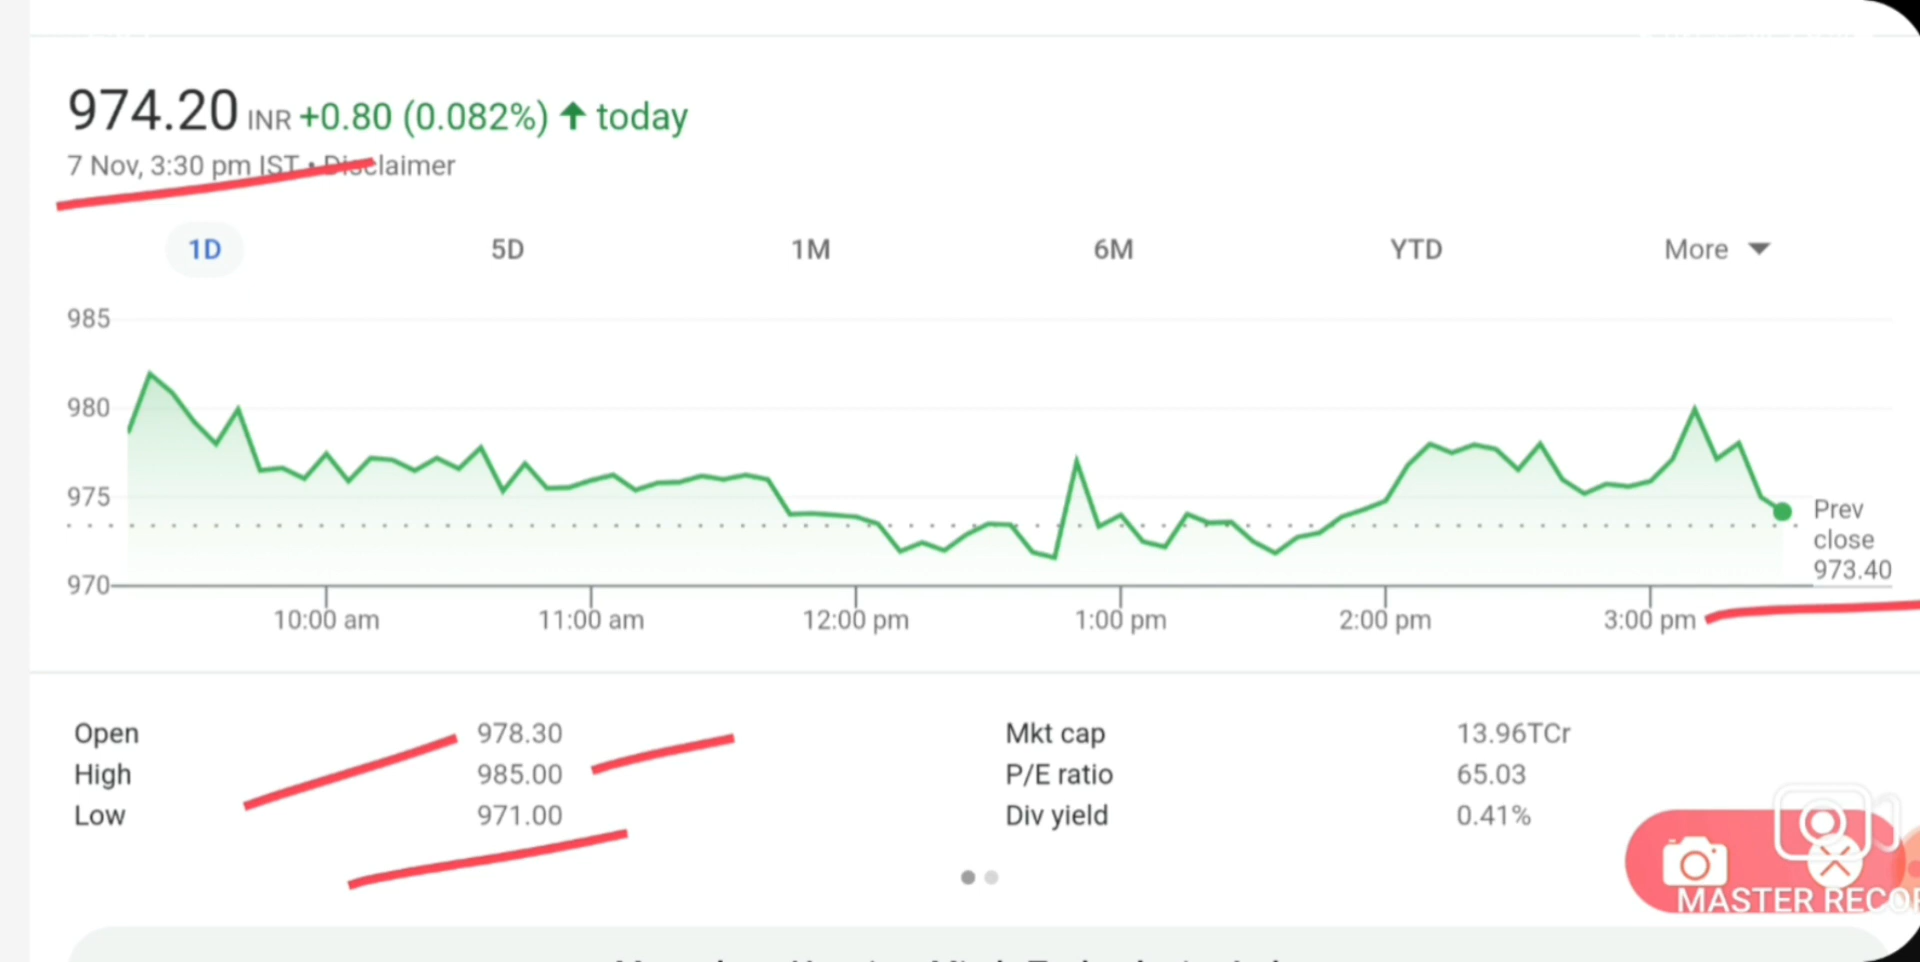 974.20 INR +0.80 (0.082%) ↑ today
7 Nov, 3:30 pm IST • Disclaimer
1D 5D 1M 6M YTD More
985
980
975
970
Prev
close
973.40
10:00 am 11:00 am 12:00 pm 1:00 pm 2:00 pm 3:00 pm
Open 978.30 Mkt cap 13.96TCr
High 985.00 P/E ratio 65.03
Low 971.00 Div yield 0.41%
MASTER RECOR